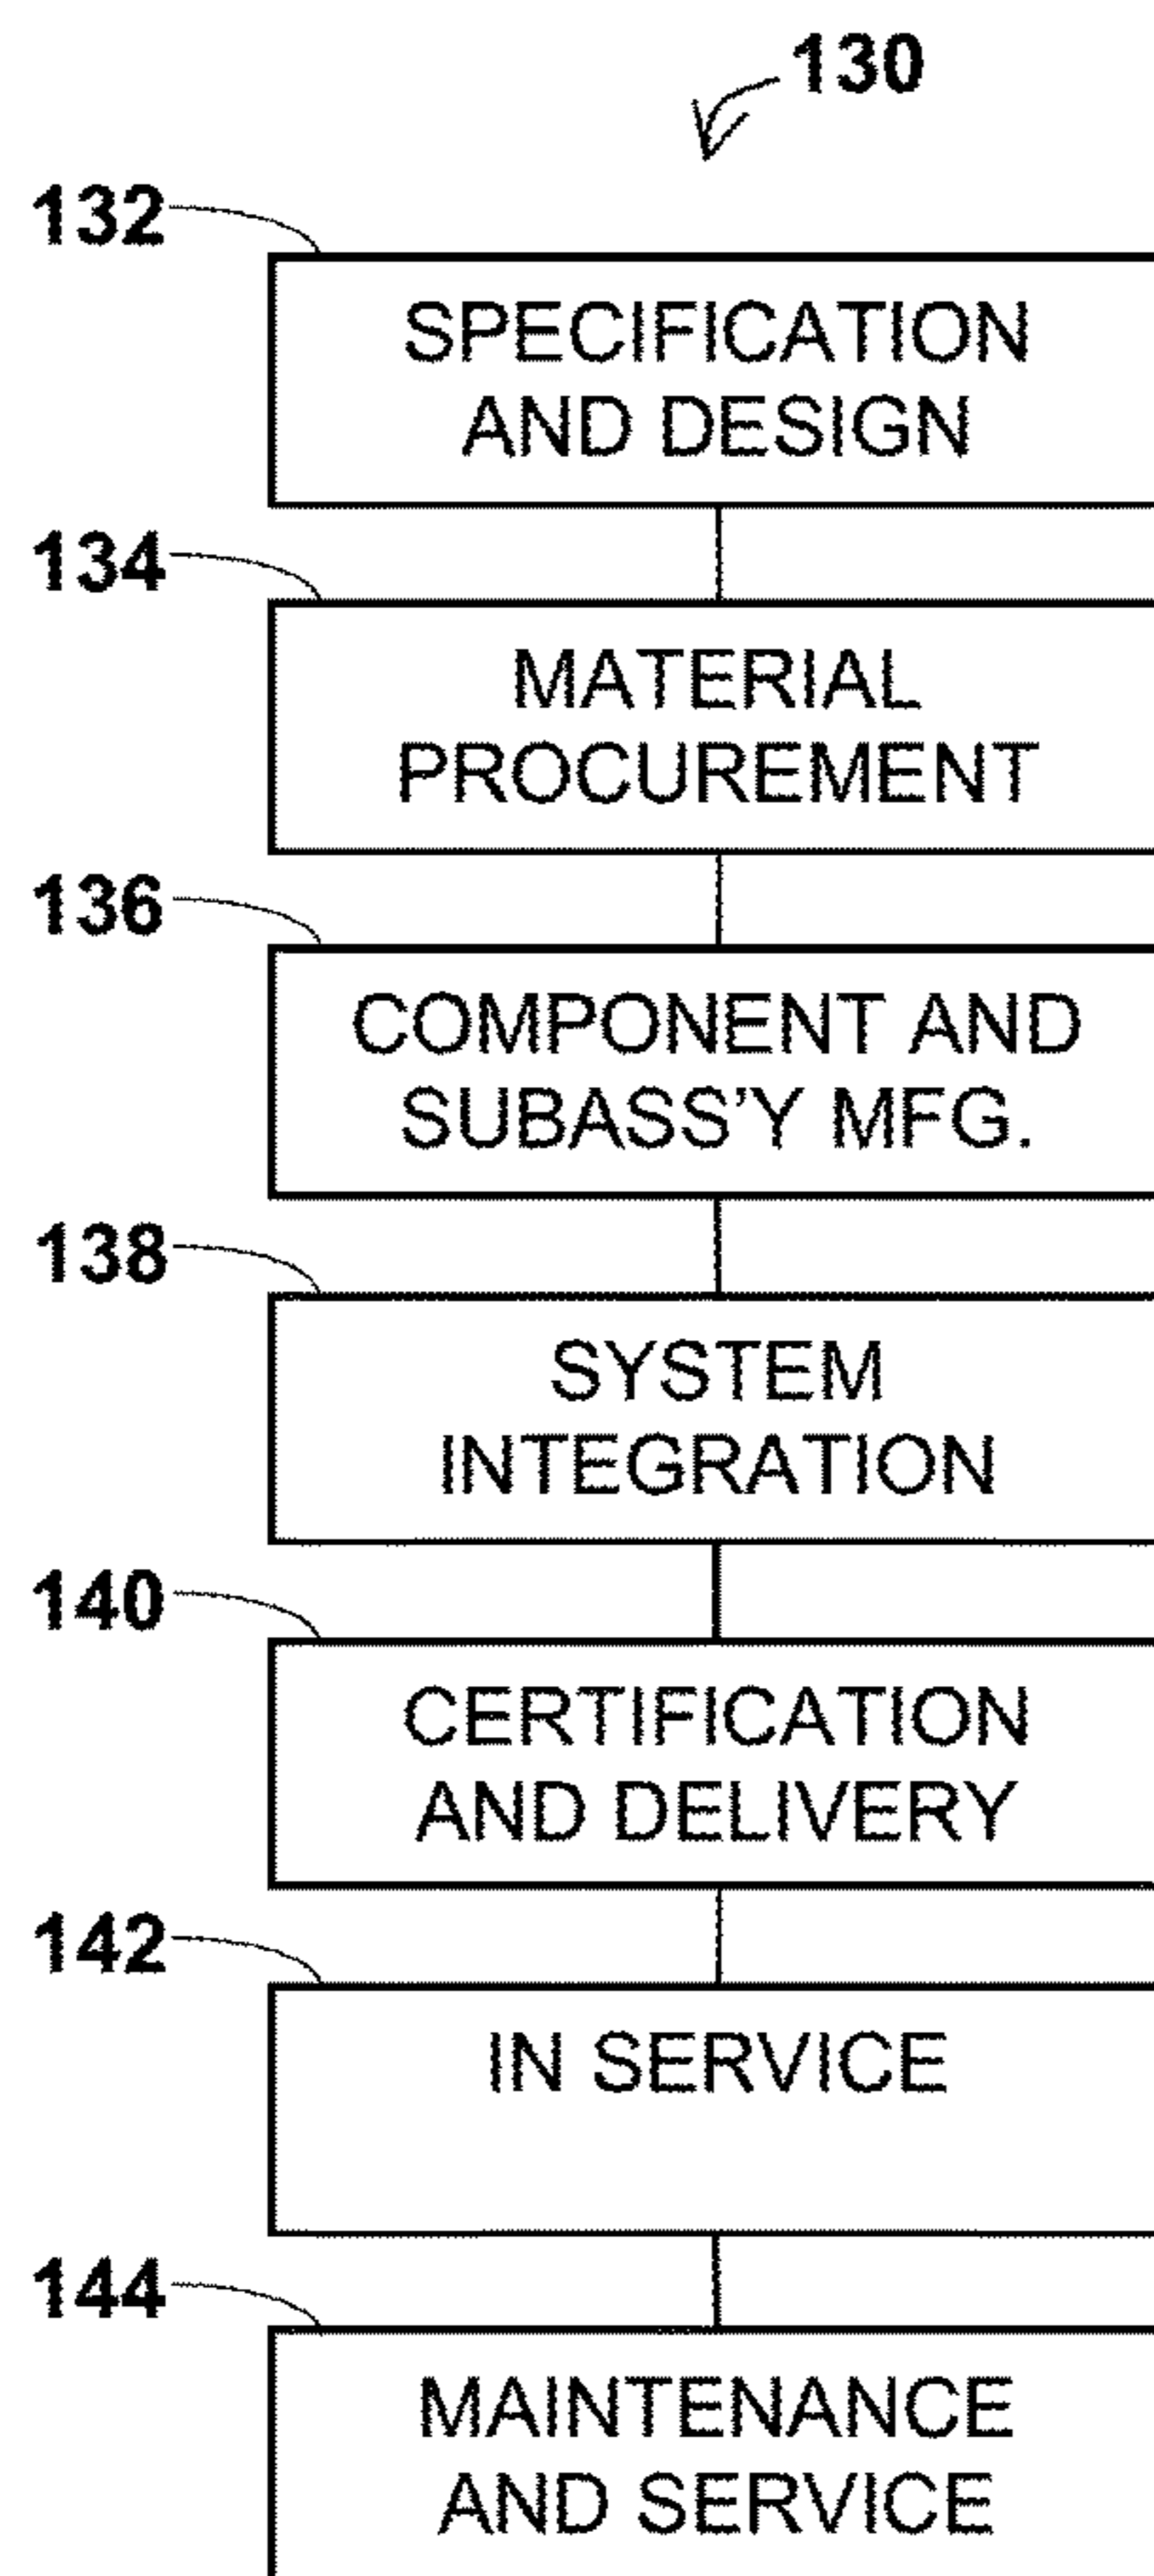 130
132
SPECIFICATION
AND DESIGN
134
MATERIAL
PROCUREMENT
136
COMPONENT AND
SUBASS'Y MFG.
138
SYSTEM
INTEGRATION
140
CERTIFICATION
AND DELIVERY
142
IN SERVICE
144
MAINTENANCE
AND SERVICE